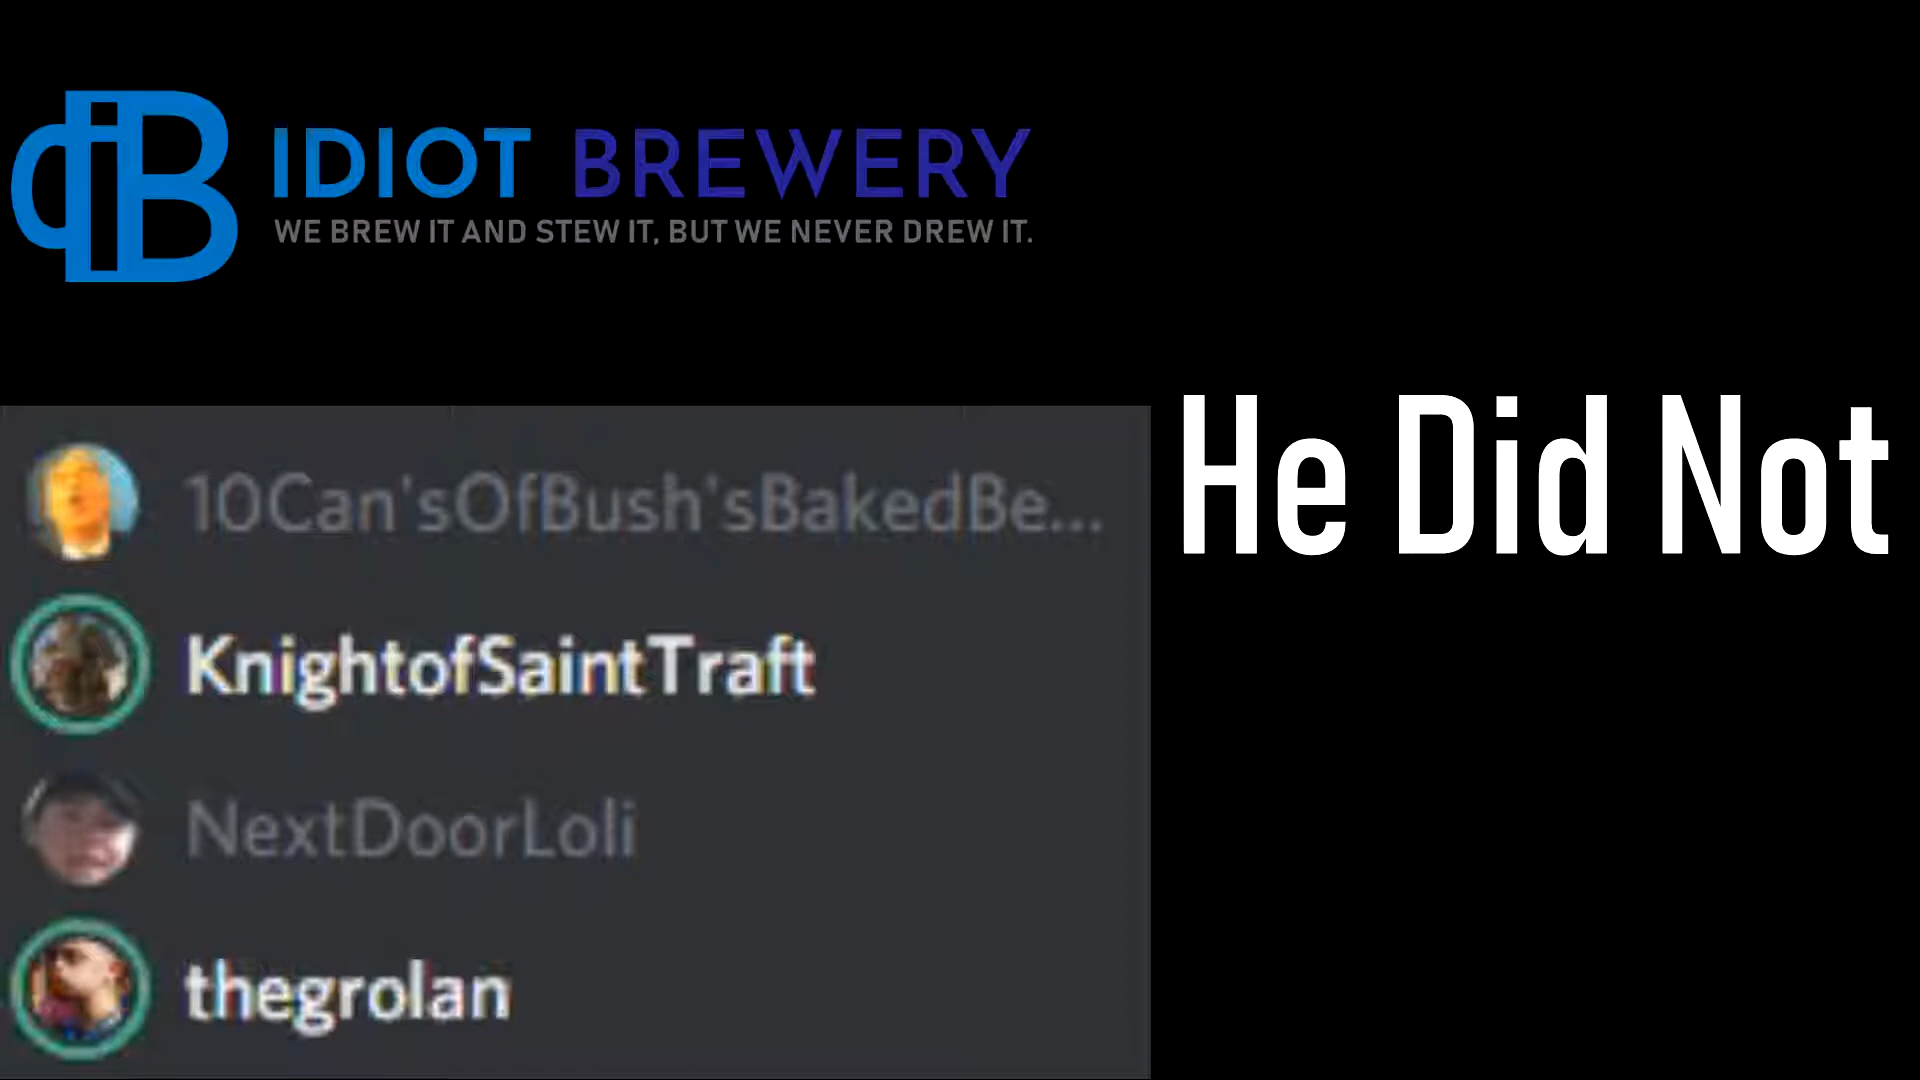 IDIOT BREWERY
WE BREW IT AND STEW IT, BUT WE NEVER DREW IT.
He Did Not
10Can'sOfBush'sBakedBe...
KnightofSaintTraft
NextDoorLoli
thegrolan